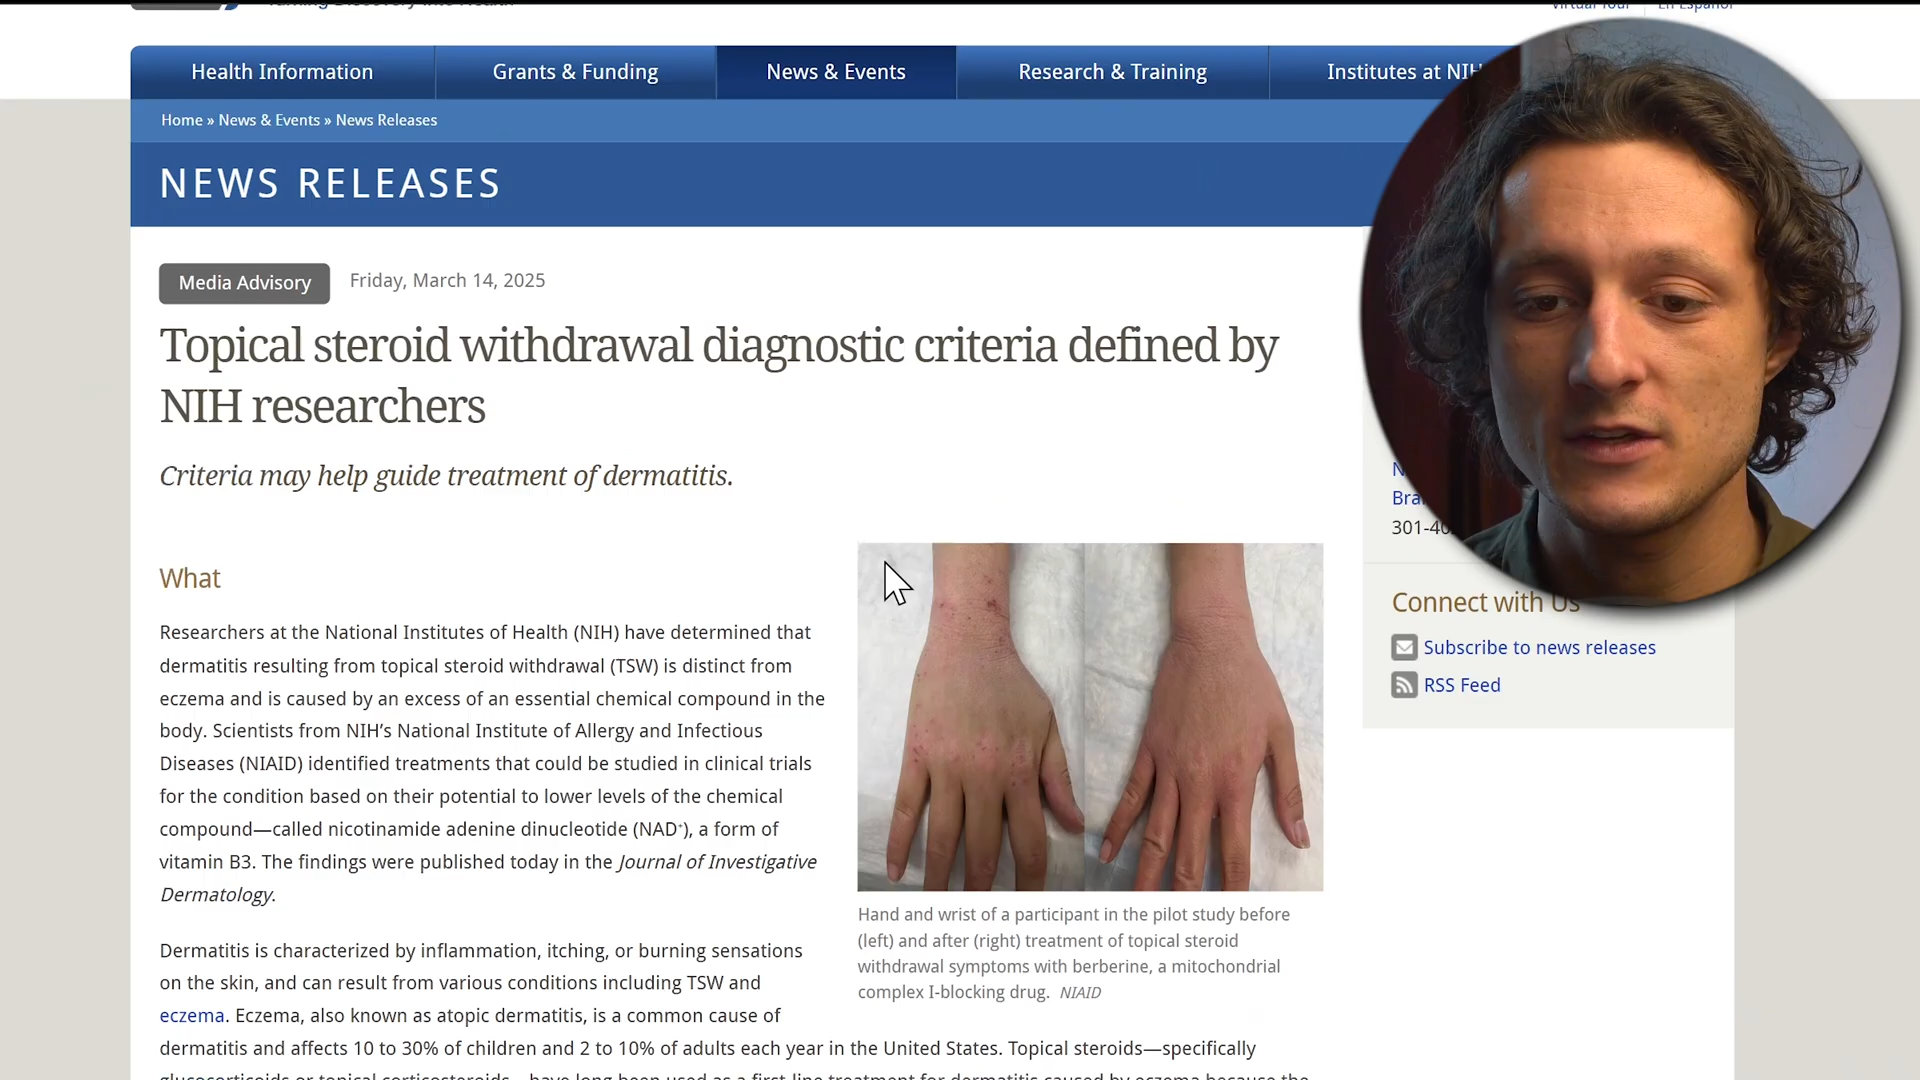 Turning Discovery Into Health
Virtual Tour
En Español
Health Information
Grants & Funding
News & Events
Research & Training
Institutes at NIH
Home » News & Events » News Releases
NEWS RELEASES
Media Advisory
Friday, March 14, 2025
Topical steroid withdrawal diagnostic criteria defined by
NIH researchers
Criteria may help guide treatment of dermatitis.
What
Researchers at the National Institutes of Health (NIH) have determined that
dermatitis resulting from topical steroid withdrawal (TSW) is distinct from
eczema and is caused by an excess of an essential chemical compound in the
body. Scientists from NIH’s National Institute of Allergy and Infectious
Diseases (NIAID) identified treatments that could be studied in clinical trials
for the condition based on their potential to lower levels of the chemical
compound—called nicotinamide adenine dinucleotide (NAD⁺), a form of
vitamin B3. The findings were published today in the Journal of Investigative
Dermatology.
Dermatitis is characterized by inflammation, itching, or burning sensations
on the skin, and can result from various conditions including TSW and
eczema. Eczema, also known as atopic dermatitis, is a common cause of
dermatitis and affects 10 to 30% of children and 2 to 10% of adults each year in the United States. Topical steroids—specifically
glucocorticoids or topical corticosteroids—have long been used as a first-line treatment for dermatitis caused by eczema because the
Hand and wrist of a participant in the pilot study before
(left) and after (right) treatment of topical steroid
withdrawal symptoms with berberine, a mitochondrial
complex I-blocking drug. NIAID
301-40
Connect with Us
Subscribe to news releases
RSS Feed